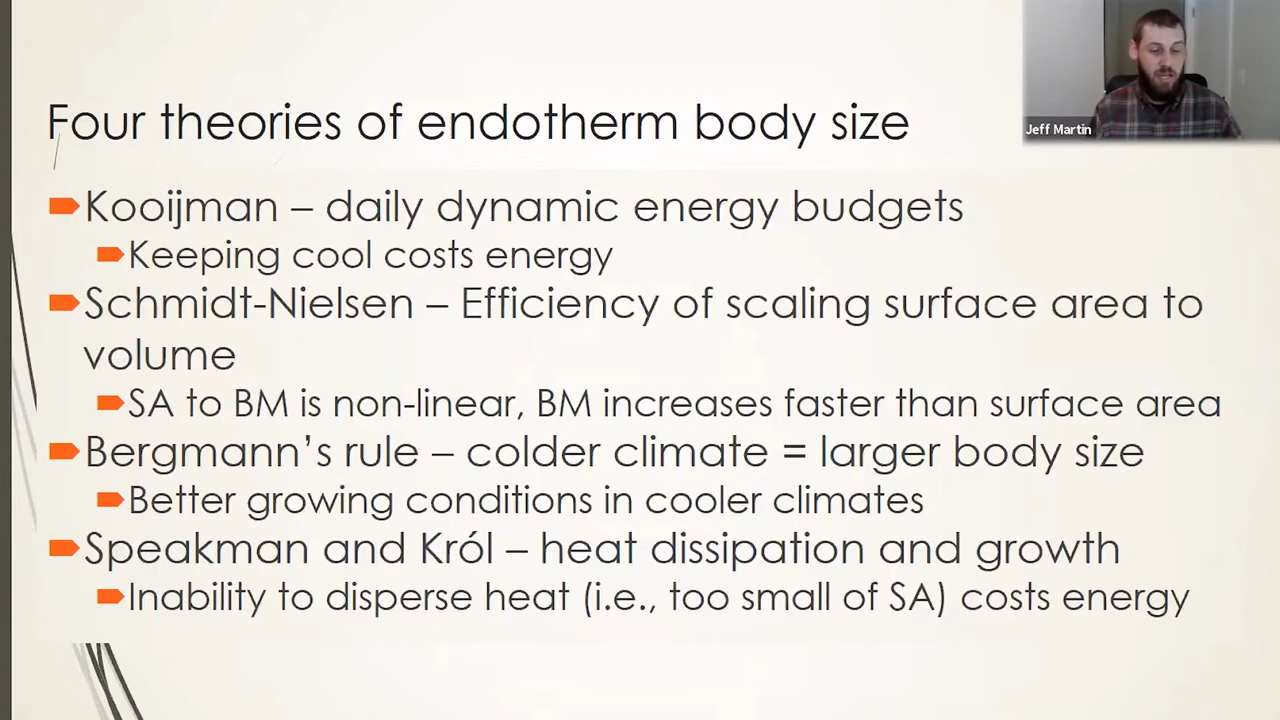 Four theories of endotherm body size
Jeff Martin
Kooijman – daily dynamic energy budgets
Keeping cool costs energy
Schmidt-Nielsen – Efficiency of scaling surface area to
volume
SA to BM is non-linear, BM increases faster than surface area
Bergmann’s rule – colder climate = larger body size
Better growing conditions in cooler climates
Speakman and Król – heat dissipation and growth
Inability to disperse heat (i.e., too small of SA) costs energy